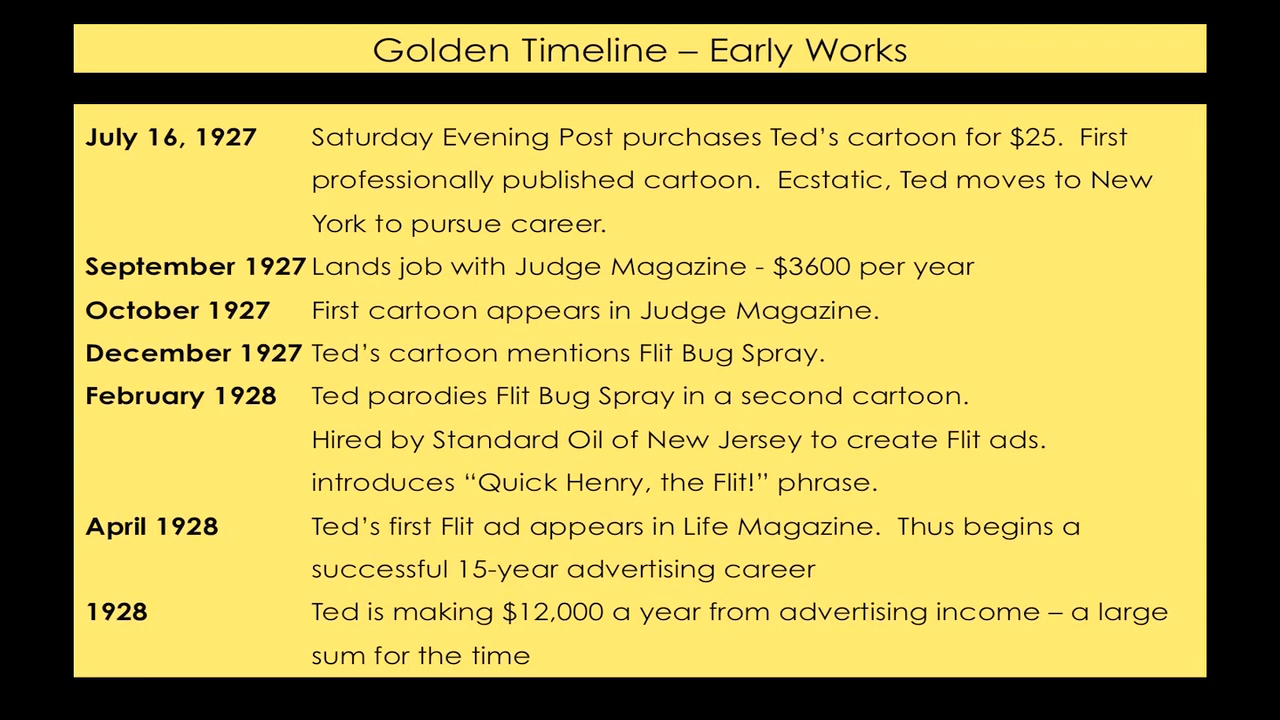 Golden Timeline – Early Works
July 16, 1927 Saturday Evening Post purchases Ted’s cartoon for $25.  First
professionally published cartoon.  Ecstatic, Ted moves to New
York to pursue career.
September 1927 Lands job with Judge Magazine - $3600 per year
October 1927 First cartoon appears in Judge Magazine.
December 1927 Ted’s cartoon mentions Flit Bug Spray.
February 1928 Ted parodies Flit Bug Spray in a second cartoon.
Hired by Standard Oil of New Jersey to create Flit ads.
introduces “Quick Henry, the Flit!” phrase.
April 1928 Ted’s first Flit ad appears in Life Magazine.  Thus begins a
successful 15-year advertising career
1928 Ted is making $12,000 a year from advertising income – a large
sum for the time